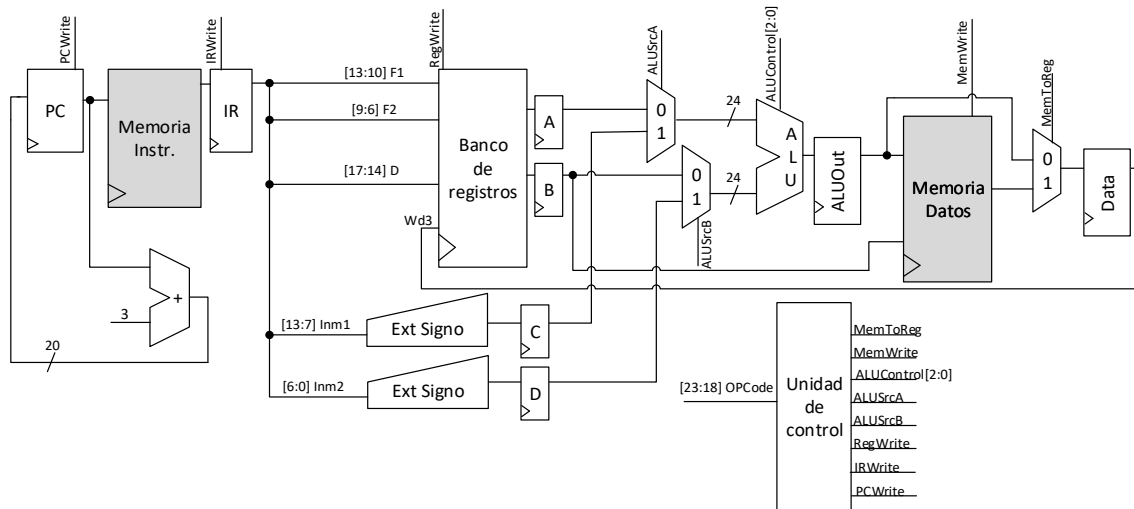 PCWrite
IRWrite
RegWrite
ALUSrcA
ALUControl[2:0]
MemWrite
MemToReg
PC
Memoria
Instr.
IR
[13:10] F1
[9:6] F2
[17:14] D
Wd3
Banco
de
registros
A
B
0
1
0
1
ALUSrcB
24
24
A
L
U
ALUOut
Memoria
Datos
0
1
Data
+
3
20
[13:7] Inm1
Ext Signo
C
[6:0] Inm2
Ext Signo
D
[23:18] OPCode
Unidad
de
control
MemToReg
MemWrite
ALUControl[2:0]
ALUSrcA
ALUSrcB
RegWrite
IRWrite
PCWrite